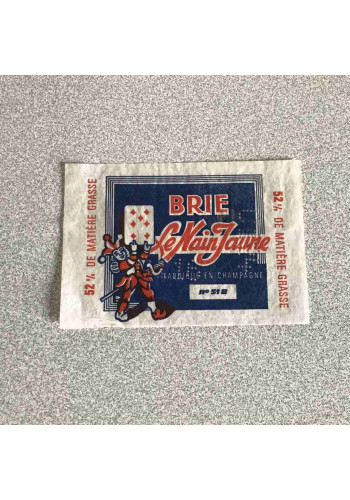 BRIE
Le Nain Jaune
FABRIQUÉ EN CHAMPAGNE
nº 51 B
52% DE MATIÈRE GRASSE
52% DE MATIÈRE GRASSE